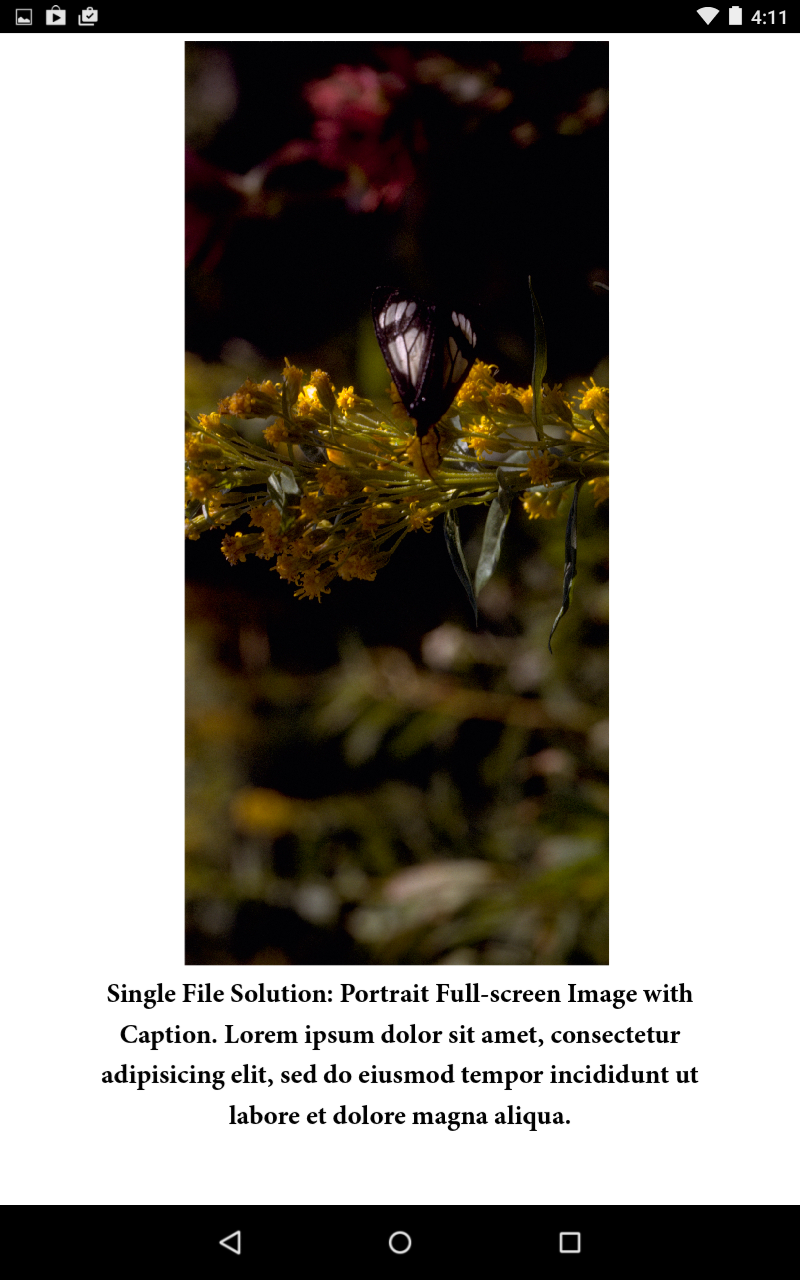 4:11
Single File Solution: Portrait Full-screen Image with
Caption. Lorem ipsum dolor sit amet, consectetur
adipisicing elit, sed do eiusmod tempor incididunt ut
labore et dolore magna aliqua.